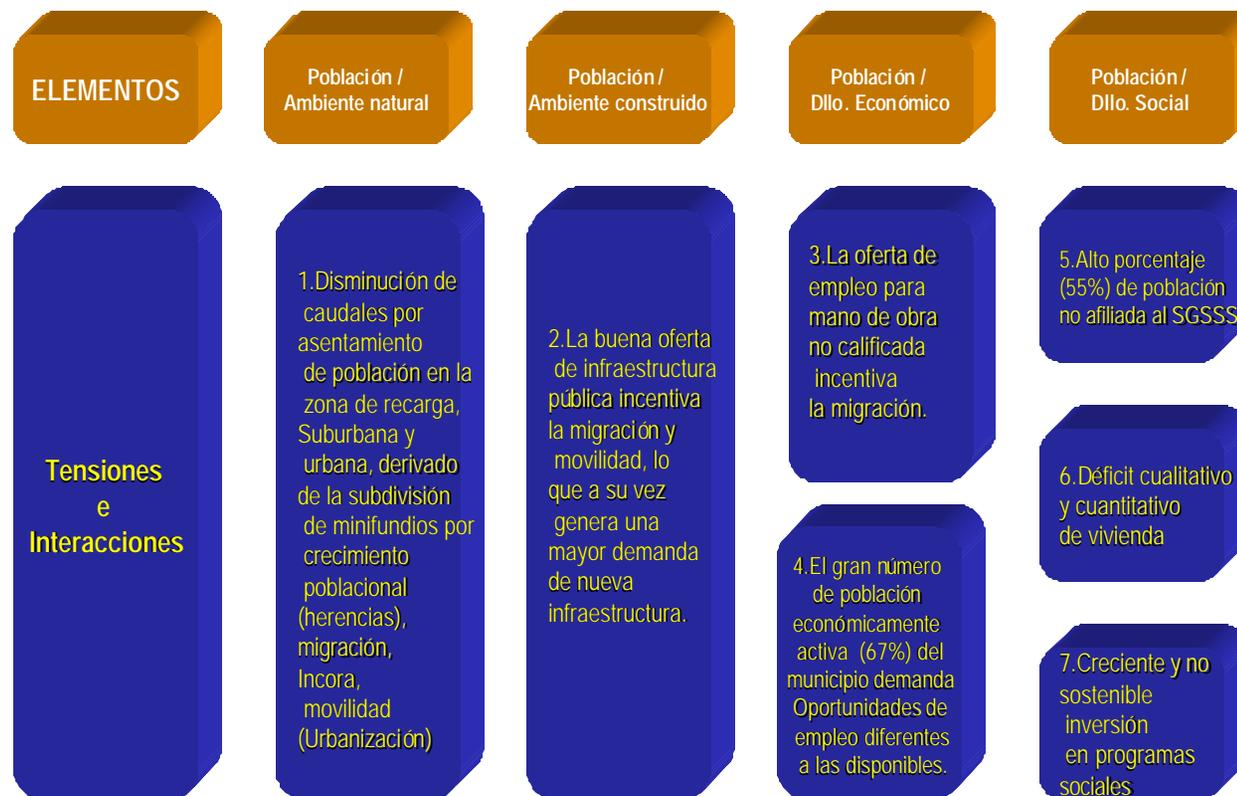 ELEMENTOS
Población /
Ambiente natural
Población /
Ambiente construido
Población /
Dllo. Económico
Población /
Dllo. Social
Tensiones
e
Interacciones
1.Disminución de
caudales por
asentamiento
de población en la
zona de recarga,
Suburbana y
urbana, derivado
de la subdivisión
de minifundios por
crecimiento
poblacional
(herencias),
migración,
Incora,
movilidad
(Urbanización)
2.La buena oferta
de infraestructura
pública incentiva
la migración y
movilidad, lo
que a su vez
genera una
mayor demanda
de nueva
infraestructura.
3.La oferta de
empleo para
mano de obra
no calificada
incentiva
la migración.
4.El gran número
de población
económicamente
activa (67%) del
municipio demanda
Oportunidades de
empleo diferentes
a las disponibles.
5.Alto porcentaje
(55%) de población
no afiliada al SGSSS
6.Déficit cualitativo
y cuantitativo
de vivienda
7.Creciente y no
sostenible
inversión
en programas
sociales